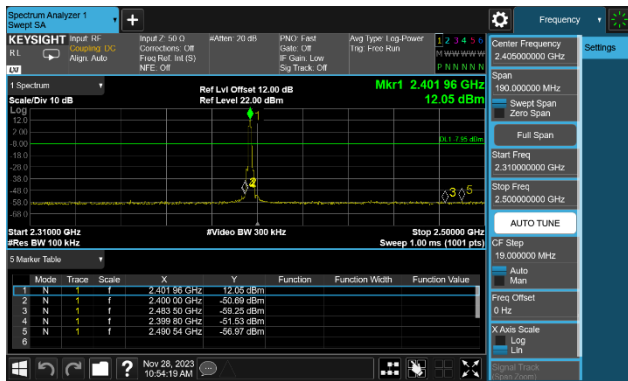 Spectrum Analyzer 1
Swept SA
Frequency
KEYSIGHT
RL
Input: RF
Coupling: DC
Align: Auto
Input Z: 50 Ω
Corrections: Off
Freq Ref: Int (S)
NFE: Off
#Atten: 20 dB
PNO: Fast
Gate: Off
IF Gain: Low
Sig Track: Off
Avg Type: Log-Power
Trig: Free Run
1 2 3 4 5 6
M W W W W W
P N N N N N
1 Spectrum
Scale/Div 10 dB
Ref Lvl Offset 12.00 dB
Ref Level 22.00 dBm
Mkr1 2.401 96 GHz
12.05 dBm
Log
12.0
2.00
-8.00
-18.0
-28.0
-38.0
-48.0
-58.0
-68.0
1
DL1 -7.95 dBm
2
3
5
Start 2.31000 GHz
#Res BW 100 kHz
#Video BW 300 kHz
Stop 2.50000 GHz
Sweep 1.00 ms (1001 pts)
5 Marker Table
Mode Trace Scale X Y Function Function Width Function Value
1 N 1 f 2.401 96 GHz 12.05 dBm
2 N 1 f 2.400 00 GHz -50.69 dBm
3 N 1 f 2.483 50 GHz -59.25 dBm
4 N 1 f 2.399 80 GHz -51.53 dBm
5 N 1 f 2.490 54 GHz -56.97 dBm
6
Nov 28, 2023
10:54:19 AM
Settings
Center Frequency
2.405000000 GHz
Span
190.000000 MHz
Swept Span
Zero Span
Full Span
Start Freq
2.310000000 GHz
Stop Freq
2.500000000 GHz
AUTO TUNE
CF Step
19.000000 MHz
Auto
Man
Freq Offset
0 Hz
X Axis Scale
Log
Lin
Signal Track
(Span Zoom)